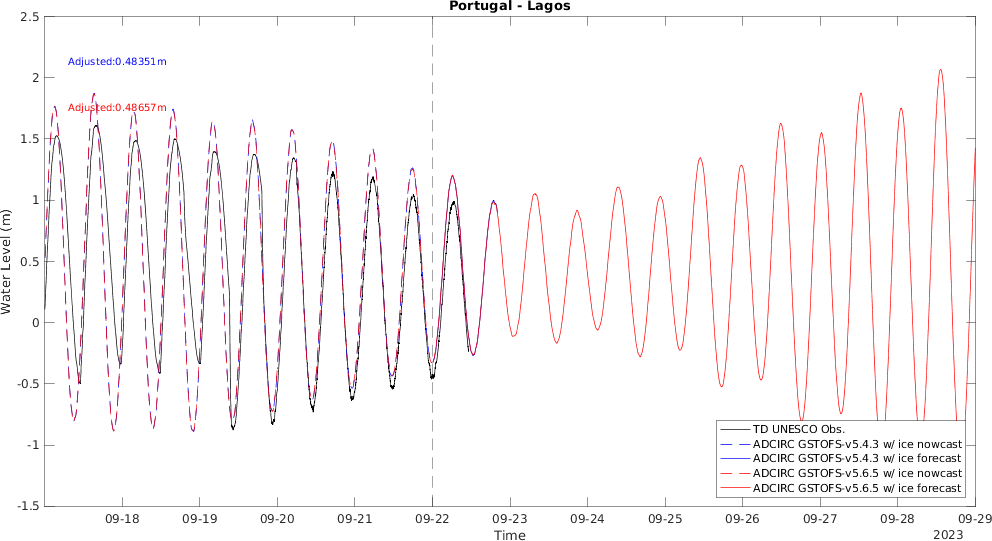 Portugal - Lagos
2.5
2
1.5
1
0.5
0
-0.5
-1
-1.5
Water Level (m)
Adjusted:0.48351m
Adjusted:0.48657m
TD UNESCO Obs.
ADCIRC GSTOFS-v5.4.3 w/ ice nowcast
ADCIRC GSTOFS-v5.4.3 w/ ice forecast
ADCIRC GSTOFS-v5.6.5 w/ ice nowcast
ADCIRC GSTOFS-v5.6.5 w/ ice forecast
09-18 09-19 09-20 09-21 09-22 09-23 09-24 09-25 09-26 09-27 09-28 09-29
Time
2023